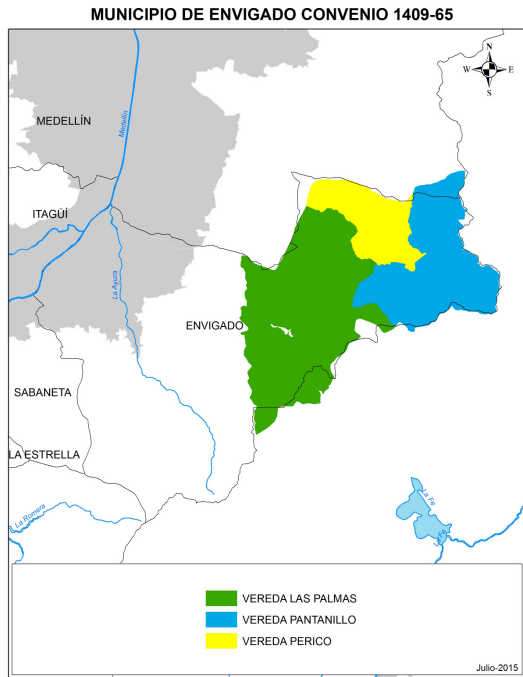 MUNICIPIO DE ENVIGADO CONVENIO 1409-65
N
W E
S
MEDELLÍN
Medellín
ITAGÜÍ
La Ayura
ENVIGADO
SABANETA
LA ESTRELLA
La Romera
La Fe
VEREDA LAS PALMAS
VEREDA PANTANILLO
VEREDA PERICO
Julio-2015